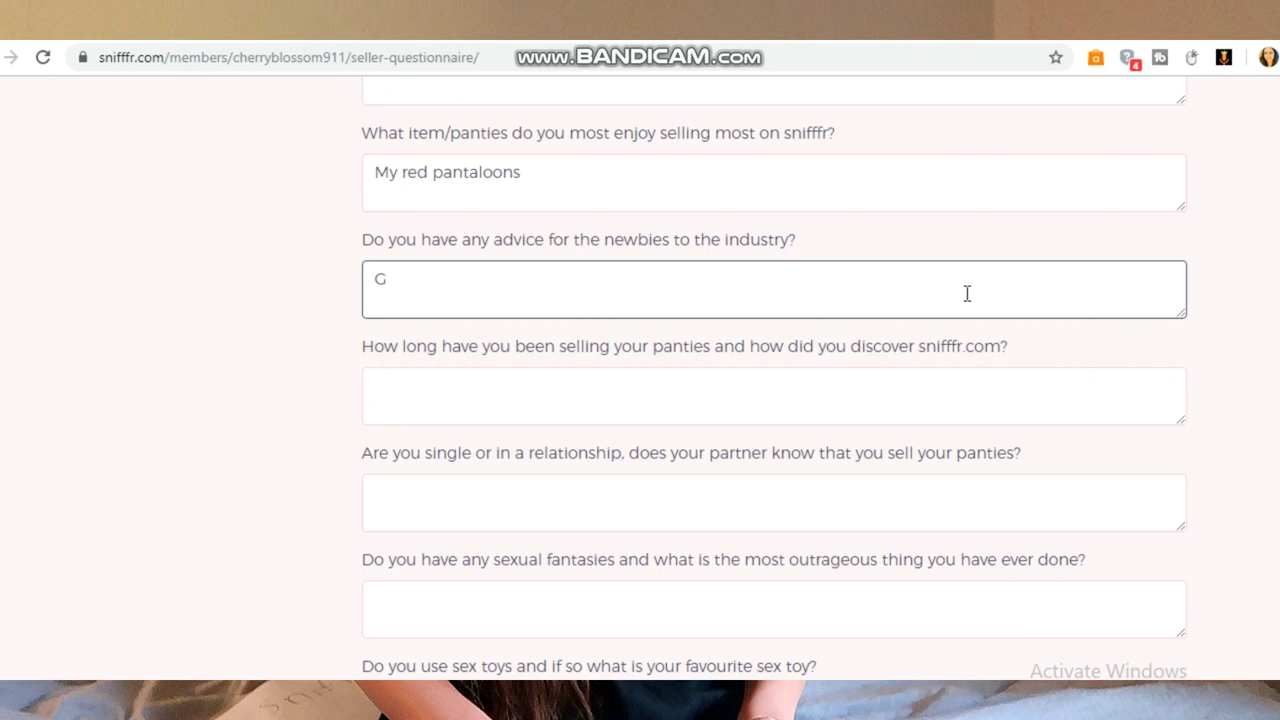 snifffr.com/members/cherryblossom911/seller-questionnaire/
www.BANDICAM.com
4
What item/panties do you most enjoy selling most on snifffr?
My red pantaloons
Do you have any advice for the newbies to the industry?
G
How long have you been selling your panties and how did you discover snifffr.com?
Are you single or in a relationship, does your partner know that you sell your panties?
Do you have any sexual fantasies and what is the most outrageous thing you have ever done?
Do you use sex toys and if so what is your favourite sex toy?
Activate Windows